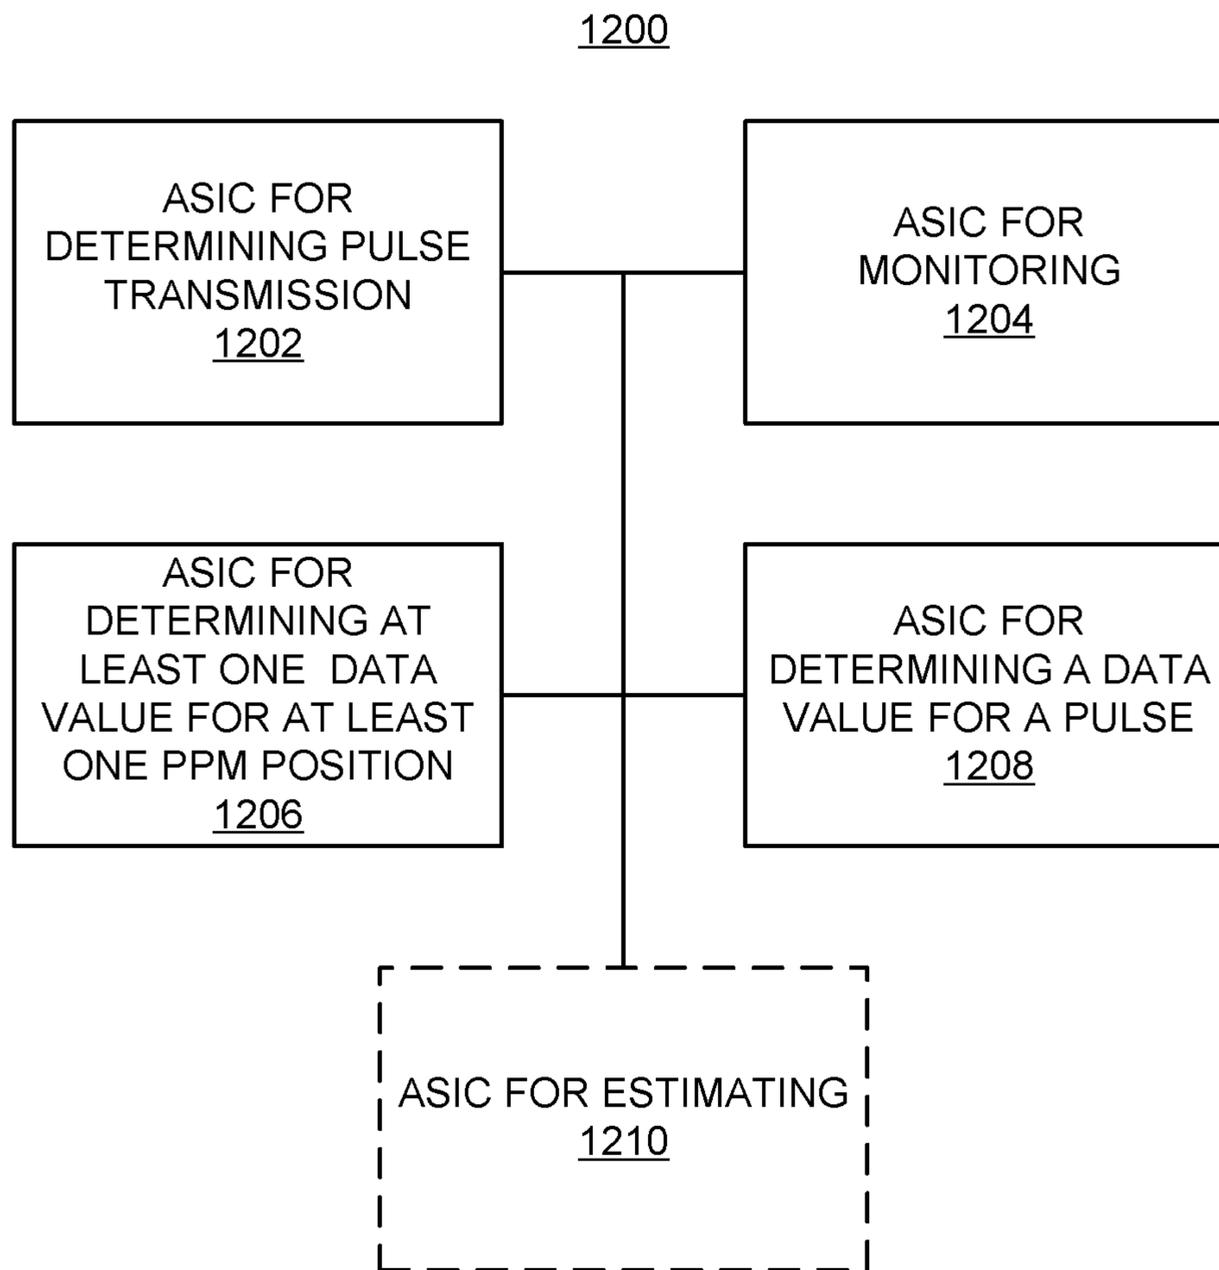 1200
ASIC FOR
DETERMINING PULSE
TRANSMISSION
1202
ASIC FOR
MONITORING
1204
ASIC FOR
DETERMINING AT
LEAST ONE DATA
VALUE FOR AT LEAST
ONE PPM POSITION
1206
ASIC FOR
DETERMINING A DATA
VALUE FOR A PULSE
1208
ASIC FOR ESTIMATING
1210